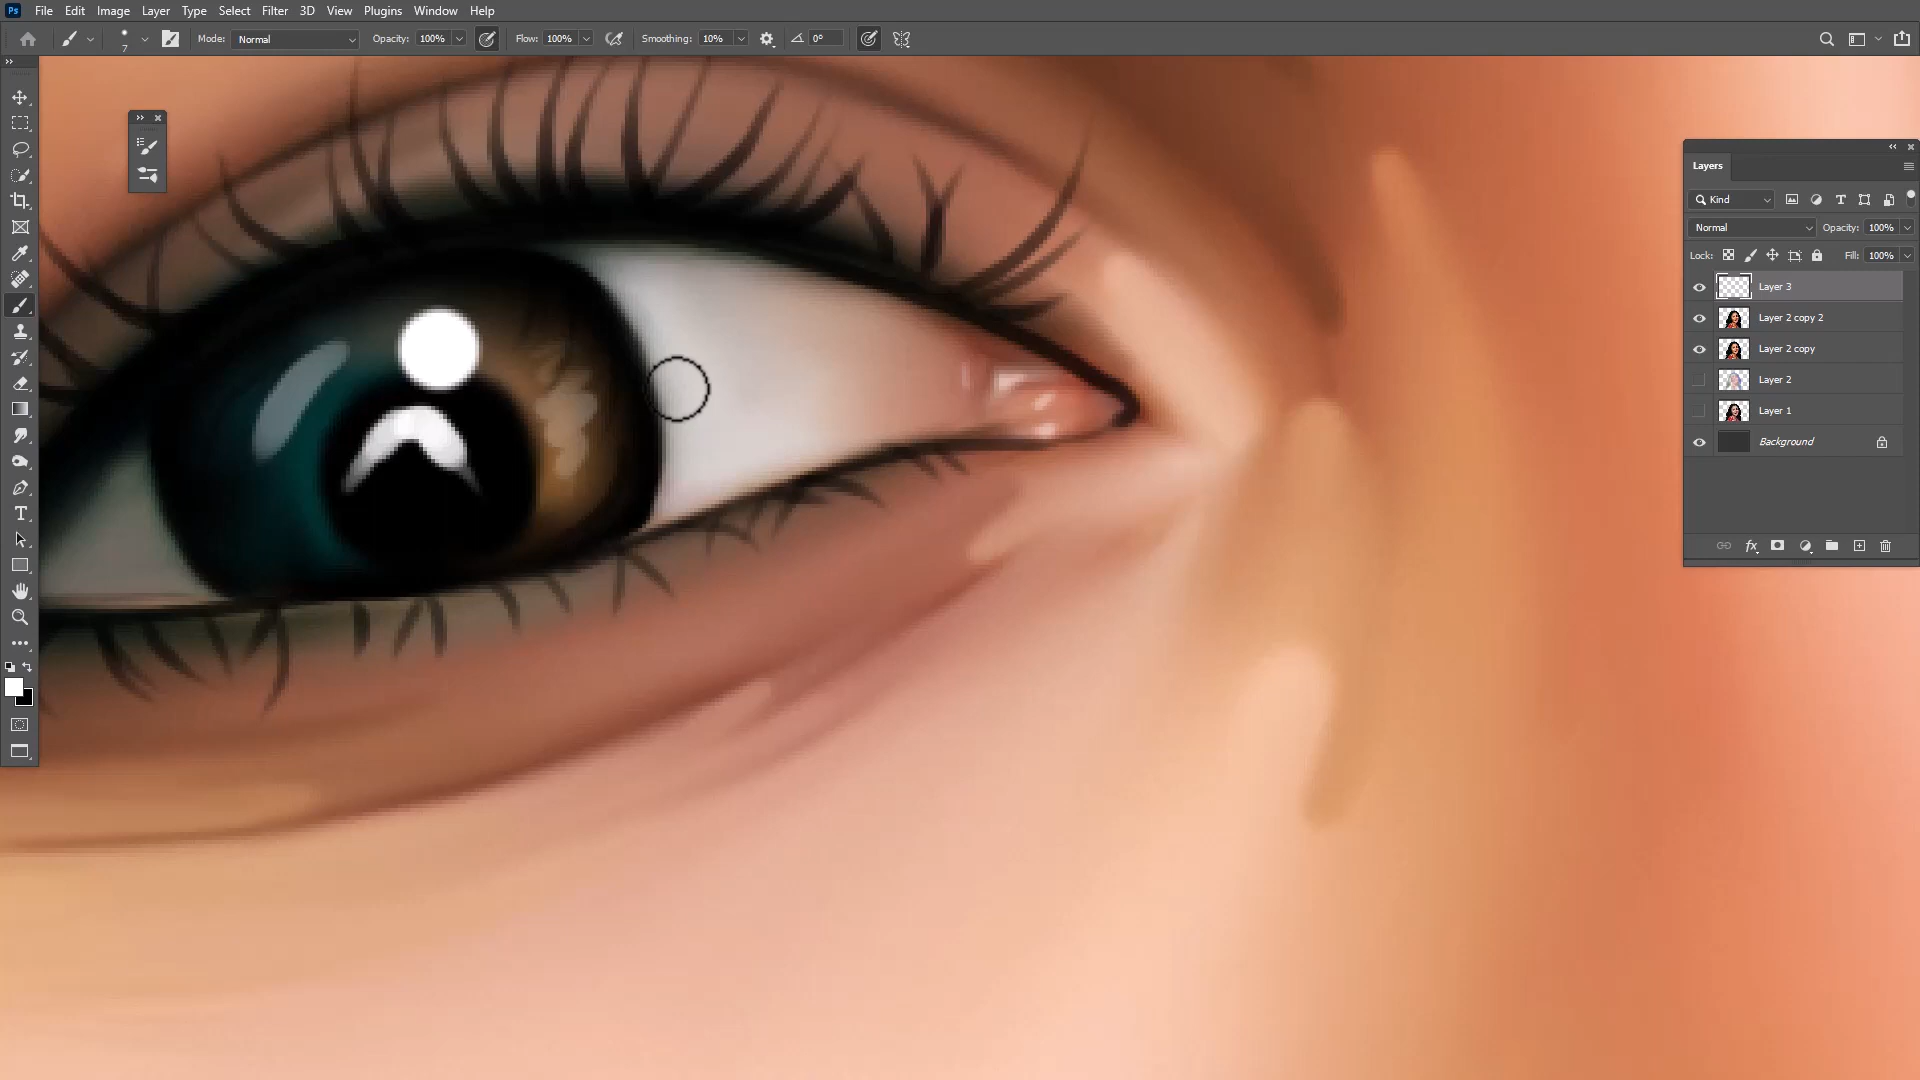 Ps File Edit Image Layer Type Select Filter 3D View Plugins Window Help
7 Mode: Normal Opacity: 100% Flow: 100% Smoothing: 10% 0°
Layers
Kind
Normal Opacity: 100%
Lock: Fill: 100%
Layer 3
Layer 2 copy 2
Layer 2 copy
Layer 2
Layer 1
Background
fx